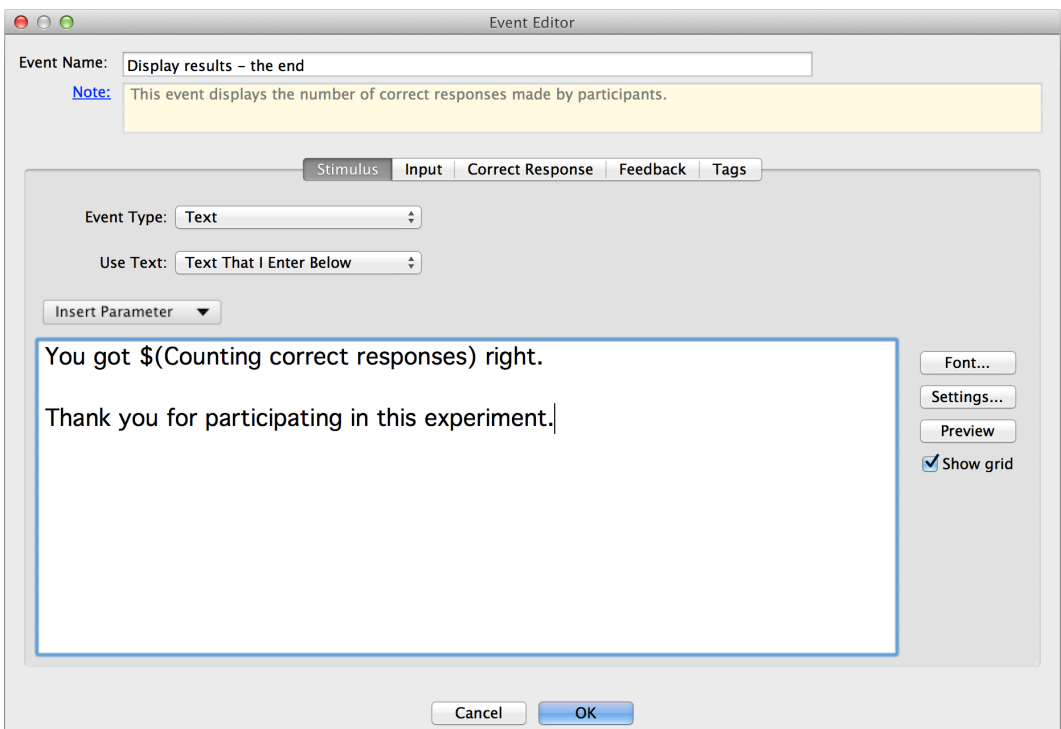 Event Editor
Event Name: Display results – the end
Note: This event displays the number of correct responses made by participants.
Stimulus Input Correct Response Feedback Tags
Event Type: Text
Use Text: Text That I Enter Below
Insert Parameter
You got $(Counting correct responses) right.
Thank you for participating in this experiment.
Font...
Settings...
Preview
Show grid
Cancel OK